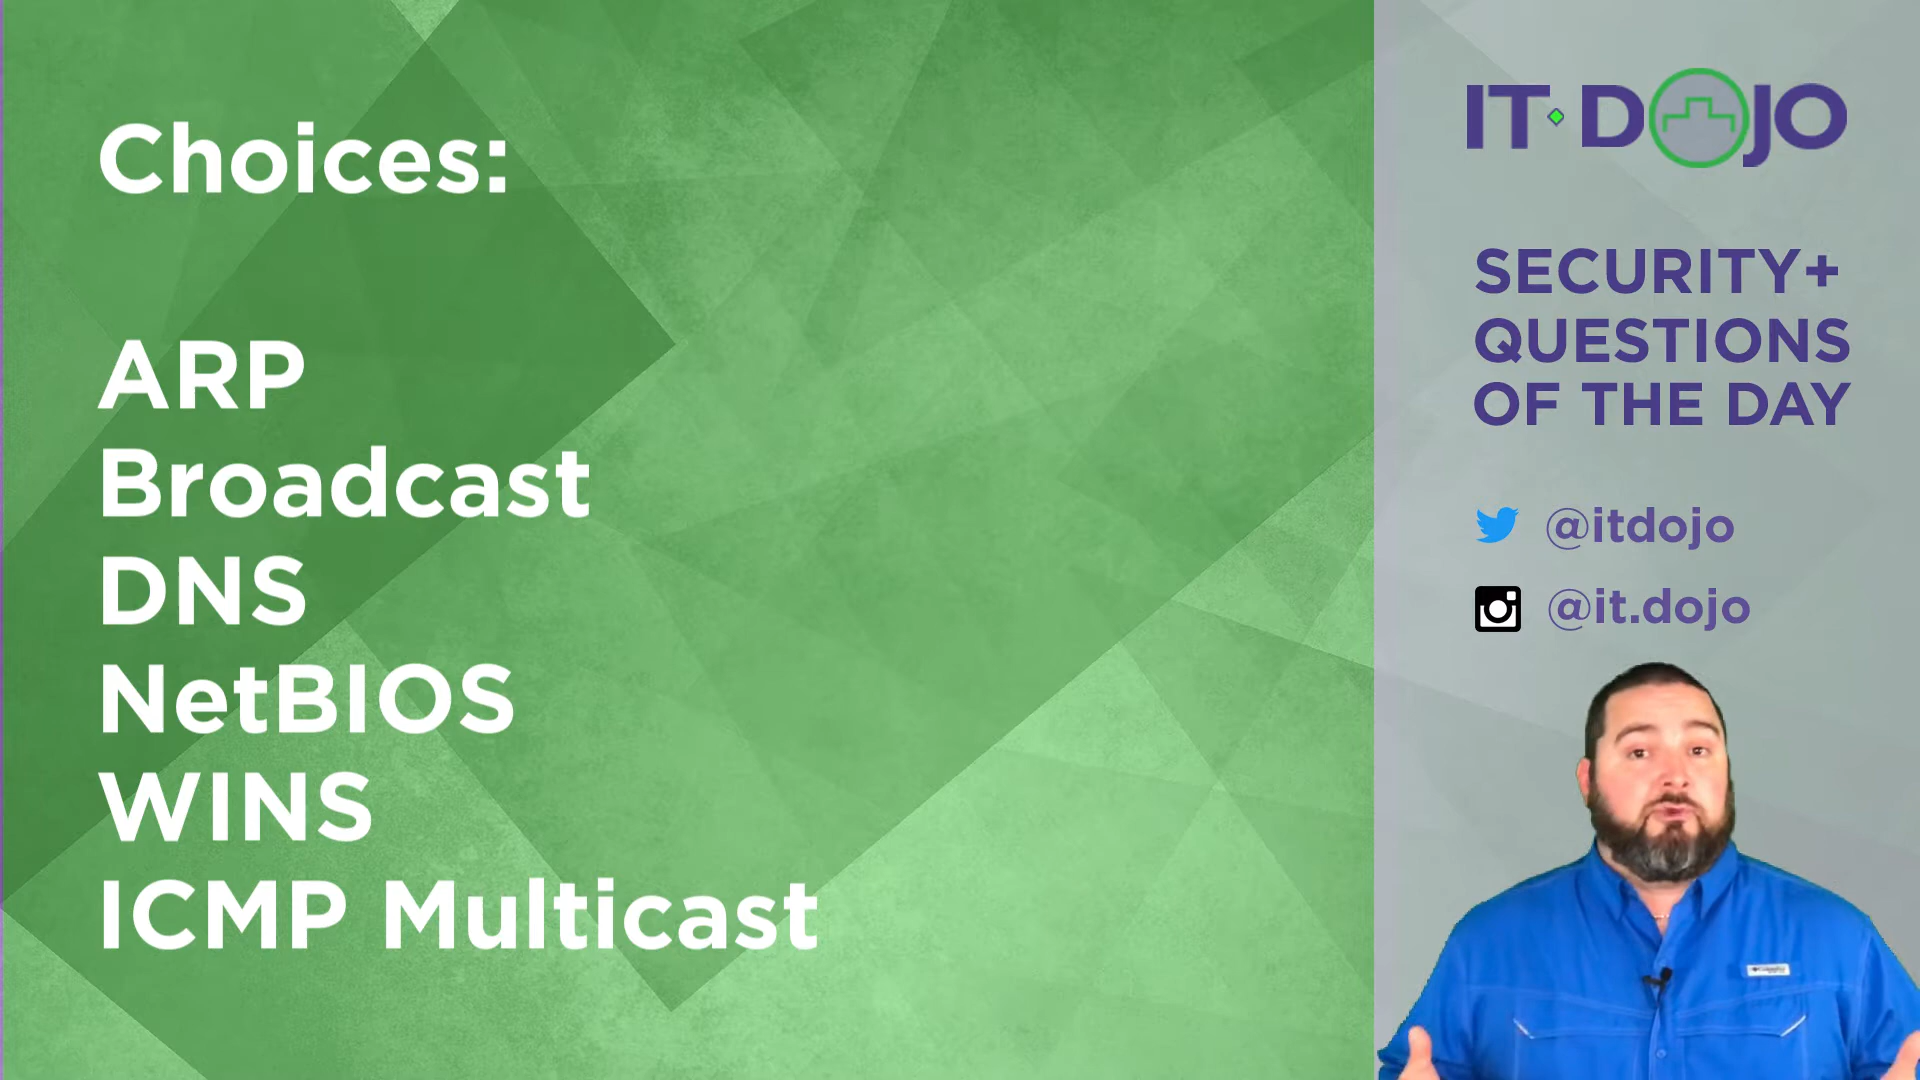 Choices:
ARP
Broadcast
DNS
NetBIOS
WINS
ICMP Multicast
IT DOJO
SECURITY+
QUESTIONS
OF THE DAY
@itdojo
@it.dojo